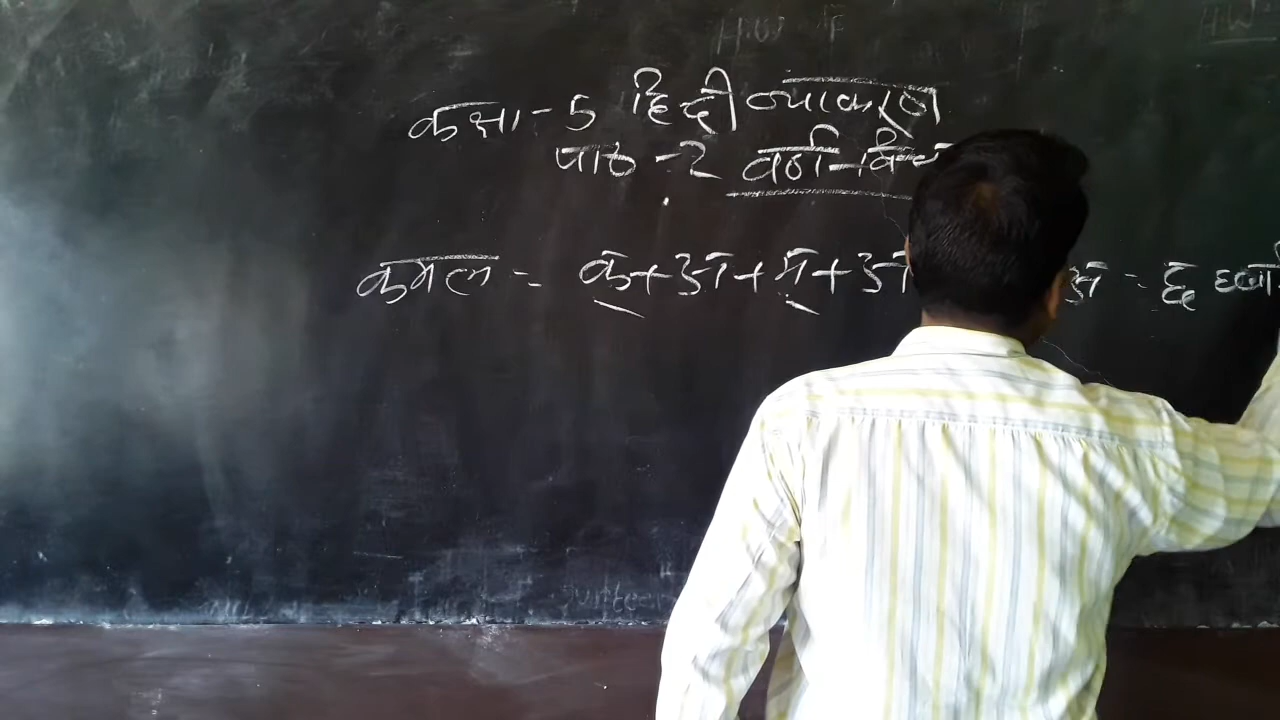 H.W
कक्षा - 5 हिंदी व्याकरण
पाठ - 2 वर्ण-विच
कमल = क्+अ+म्+अ अ = छ